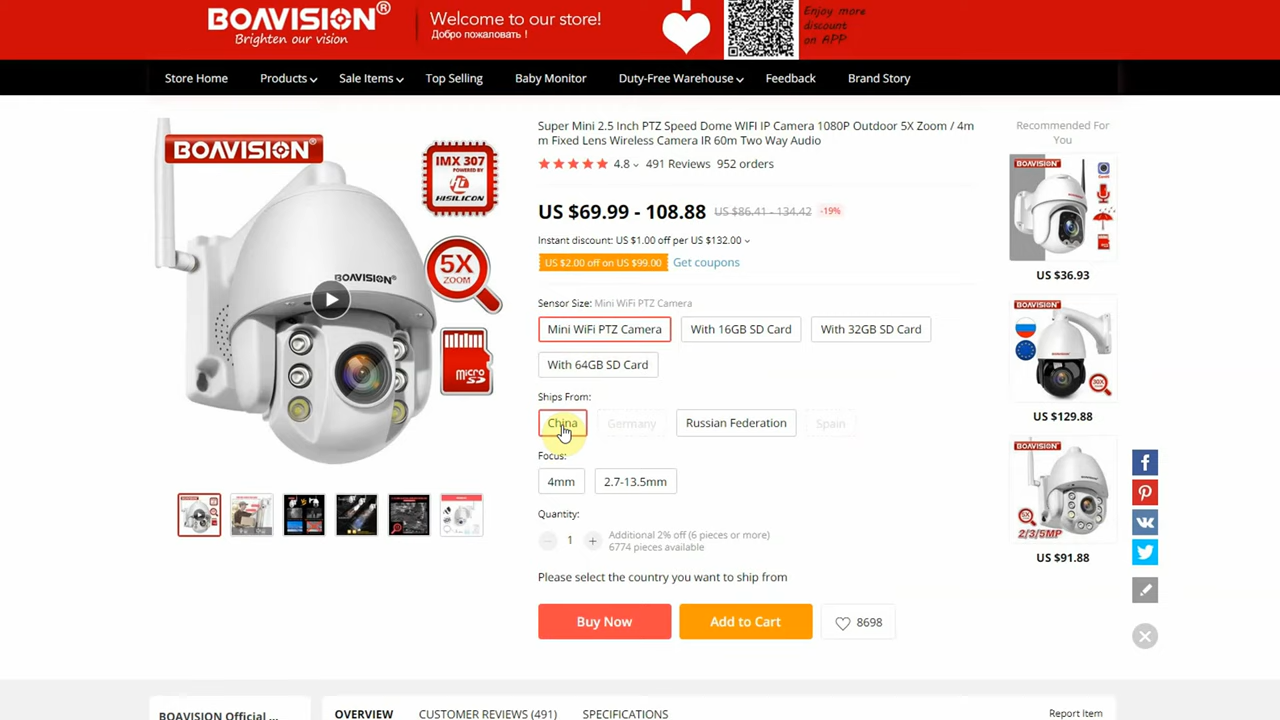 BOAVISION®
Brighten our vision
Welcome to our store!
Добро пожаловать !
Enjoy more
discount
on APP
Store Home
Products
Sale Items
Top Selling
Baby Monitor
Duty-Free Warehouse
Feedback
Brand Story
BOAVISION®
IMX 307
POWERED BY
HISILICON
5X
ZOOM
BOAVISION®
micro
SD
Super Mini 2.5 Inch PTZ Speed Dome WIFI IP Camera 1080P Outdoor 5X Zoom / 4m
m Fixed Lens Wireless Camera IR 60m Two Way Audio
4.8 491 Reviews 952 orders
US $69.99 - 108.88 US $86.41 - 134.42 -19%
Instant discount: US $1.00 off per US $132.00
US $2.00 off on US $99.00 Get coupons
Sensor Size: Mini WiFi PTZ Camera
Mini WiFi PTZ Camera
With 16GB SD Card
With 32GB SD Card
With 64GB SD Card
Ships From:
China
Germany
Russian Federation
Spain
Focus:
4mm
2.7-13.5mm
Quantity:
1
Additional 2% off (6 pieces or more)
6774 pieces available
Please select the country you want to ship from
Buy Now
Add to Cart
8698
Recommended For
You
BOAVISION
US $36.93
BOAVISION
30X
US $129.88
BOAVISION
5X
2/3/5MP
US $91.88
BOAVISION Official ...
OVERVIEW
CUSTOMER REVIEWS (491)
SPECIFICATIONS
Report Item